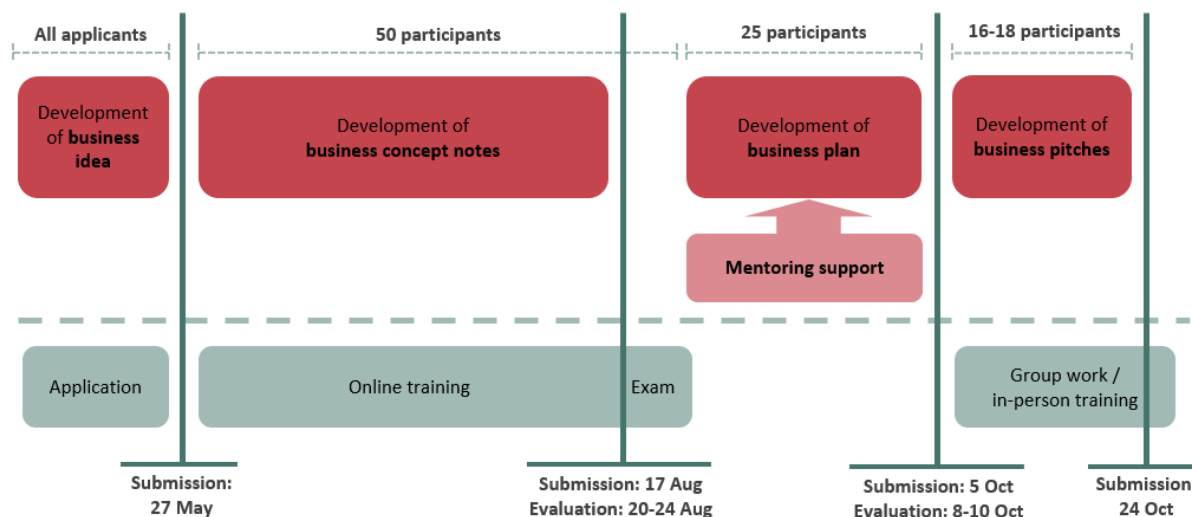 All applicants
50 participants
25 participants
16-18 participants
Development
of business
idea
Development of
business concept notes
Development of
business plan
Development of
business pitches
Mentoring support
Application
Online training
Exam
Group work /
in-person training
Submission:
27 May
Submission: 17 Aug
Evaluation: 20-24 Aug
Submission: 5 Oct
Evaluation: 8-10 Oct
Submission
24 Oct